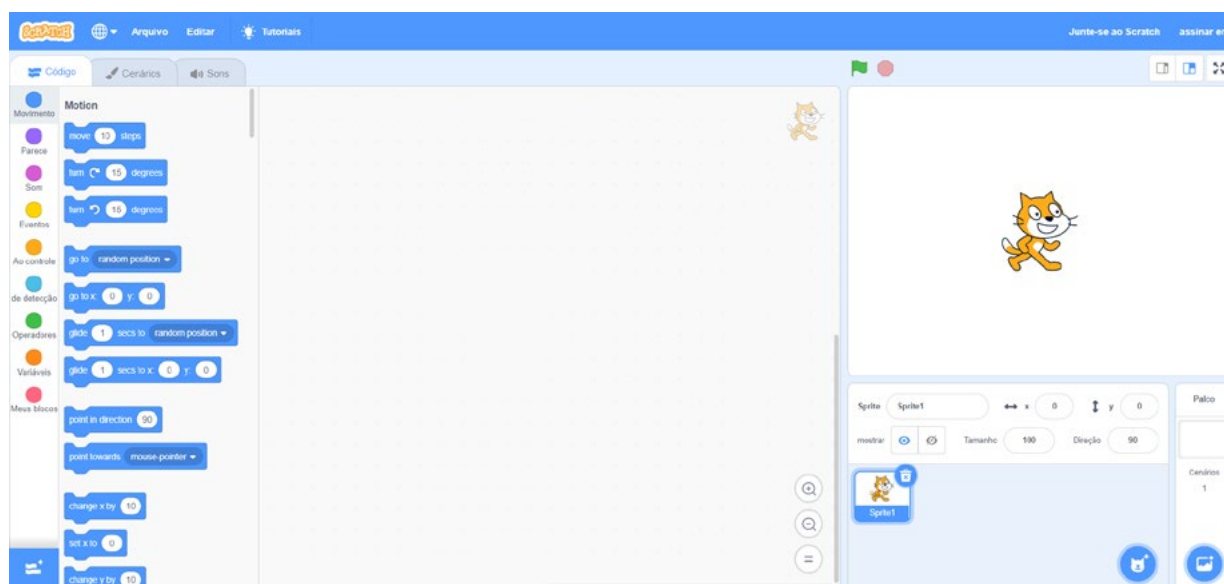 SCRATCH Arquivo Editar Tutoriais Junte-se ao Scratch assinar em
Código Cenários Sons
Movimento
Parece
Som
Eventos
Ao controle
de detecção
Operadores
Variáveis
Meus blocos
Motion
move 10 steps
turn 15 degrees
turn 15 degrees
go to random position
go to x: 0 y: 0
glide 1 secs to random position
glide 1 secs to x: 0 y: 0
point in direction 90
point towards mouse-pointer
change x by 10
set x to 0
change y by 10
Sprite Sprite1 x 0 y 0
mostrar Tamanho 100 Direção 90
Sprite1
Palco
Cenários
1